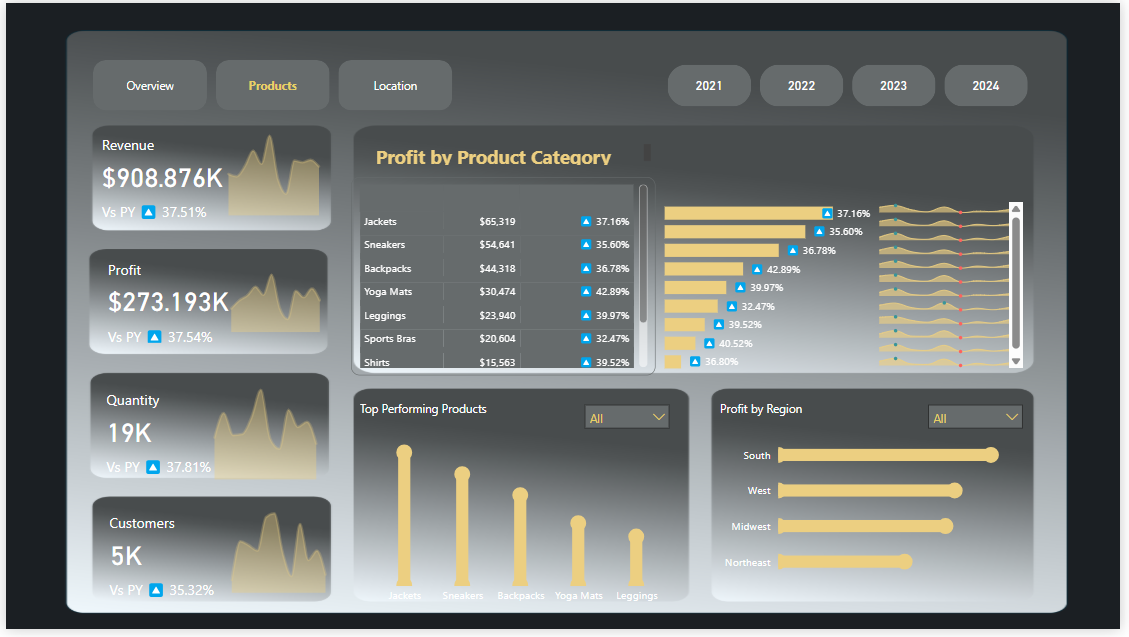 Overview Products Location 2021 2022 2023 2024
Revenue
$908.876K
Vs PY 37.51%
Profit
$273.193K
Vs PY 37.54%
Quantity
19K
Vs PY 37.81%
Customers
5K
Vs PY 35.32%
Profit by Product Category
Jackets $65,319 37.16%
Sneakers $54,641 35.60%
Backpacks $44,318 36.78%
Yoga Mats $30,474 42.89%
Leggings $23,940 39.97%
Sports Bras $20,604 32.47%
Shirts $15,563 39.52%
37.16%
35.60%
36.78%
42.89%
39.97%
32.47%
39.52%
40.52%
36.80%
Top Performing Products
All
Jackets Sneakers Backpacks Yoga Mats Leggings
Profit by Region
All
South
West
Midwest
Northeast